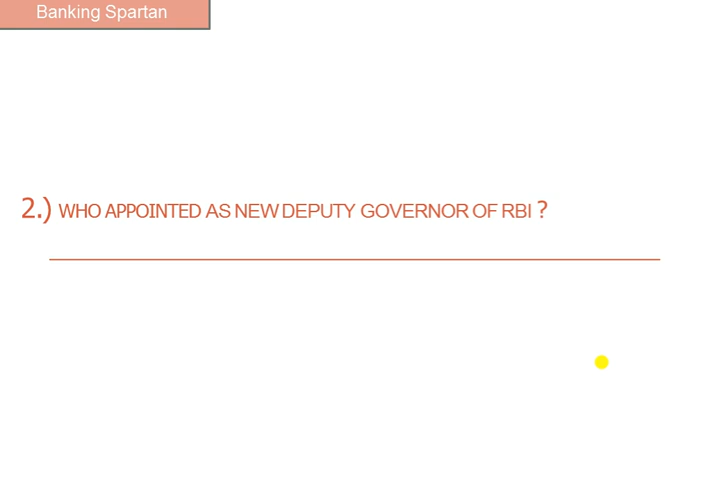 Banking Spartan
2.) WHO APPOINTED AS NEW DEPUTY GOVERNOR OF RBI ?